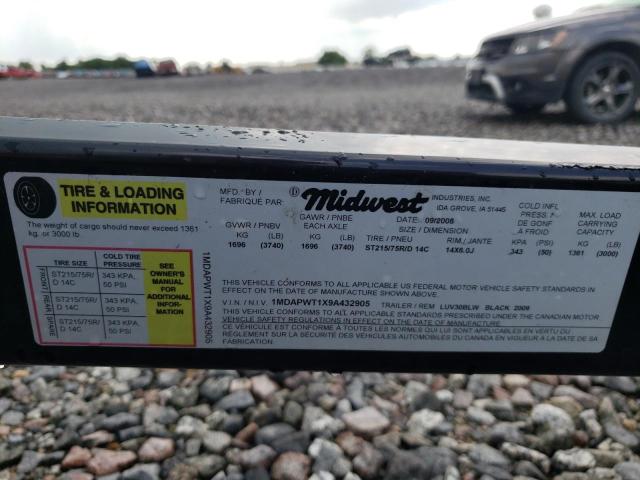 TIRE & LOADING
INFORMATION
The weight of cargo should never exceed 1361
kg. or 3000 lb.
TIRE SIZE
COLD TIRE
PRESSURE
FRONT
ST215/75R/
D 14C
343 KPA,
50 PSI
REAR
ST215/75R/
D 14C
343 KPA,
50 PSI
SPARE
ST215/75R/
D 14C
343 KPA,
50 PSI
SEE
OWNER'S
MANUAL
FOR
ADDITIONAL
INFOR-
MATION
1MDAPWT1X9A432905
MFD. BY /
FABRIQUÉ PAR:
Midwest
INDUSTRIES, INC.
IDA GROVE, IA 51445
DATE: 09/2008
GVWR / PNBV
KG (LB)
1696 (3740)
GAWR / PNBE
EACH AXLE
KG (LB)
1696 (3740)
SIZE / DIMENSION
TIRE / PNEU
ST215/75R/D 14C
RIM. / JANTE
14X6.0J
COLD INFL
PRESS. /
DE GONF
À FROID
KPA (PSI)
343 (50)
MAX. LOAD
CARRYING
CAPACITY
KG (LB)
1361 (3000)
THIS VEHICLE CONFORMS TO ALL APPLICABLE US FEDERAL MOTOR VEHICLE SAFETY STANDARDS IN
EFFECT ON THE DATE OF MANUFACTURE SHOWN ABOVE.
V.I.N. / N.I.V. 1MDAPWT1X9A432905 TRAILER / REM LUV30BLW BLACK 2009
THIS VEHICLE CONFORMS TO ALL APPLICABLE STANDARDS PRESCRIBED UNDER THE CANADIAN MOTOR
VEHICLE SAFETY REGULATIONS IN EFFECT ON THE DATE OF MANUFACTURE. /
CE VÉHICULE EST CONFORME À TOUTES LES NORMES QUI LUI SONT APPLICABLES EN VERTU DU
RÈGLEMENT SUR LA SÉCURITÉ DES VÉHICULES AUTOMOBILES DU CANADA EN VIGUEUR À LA DATE DE SA
FABRICATION.